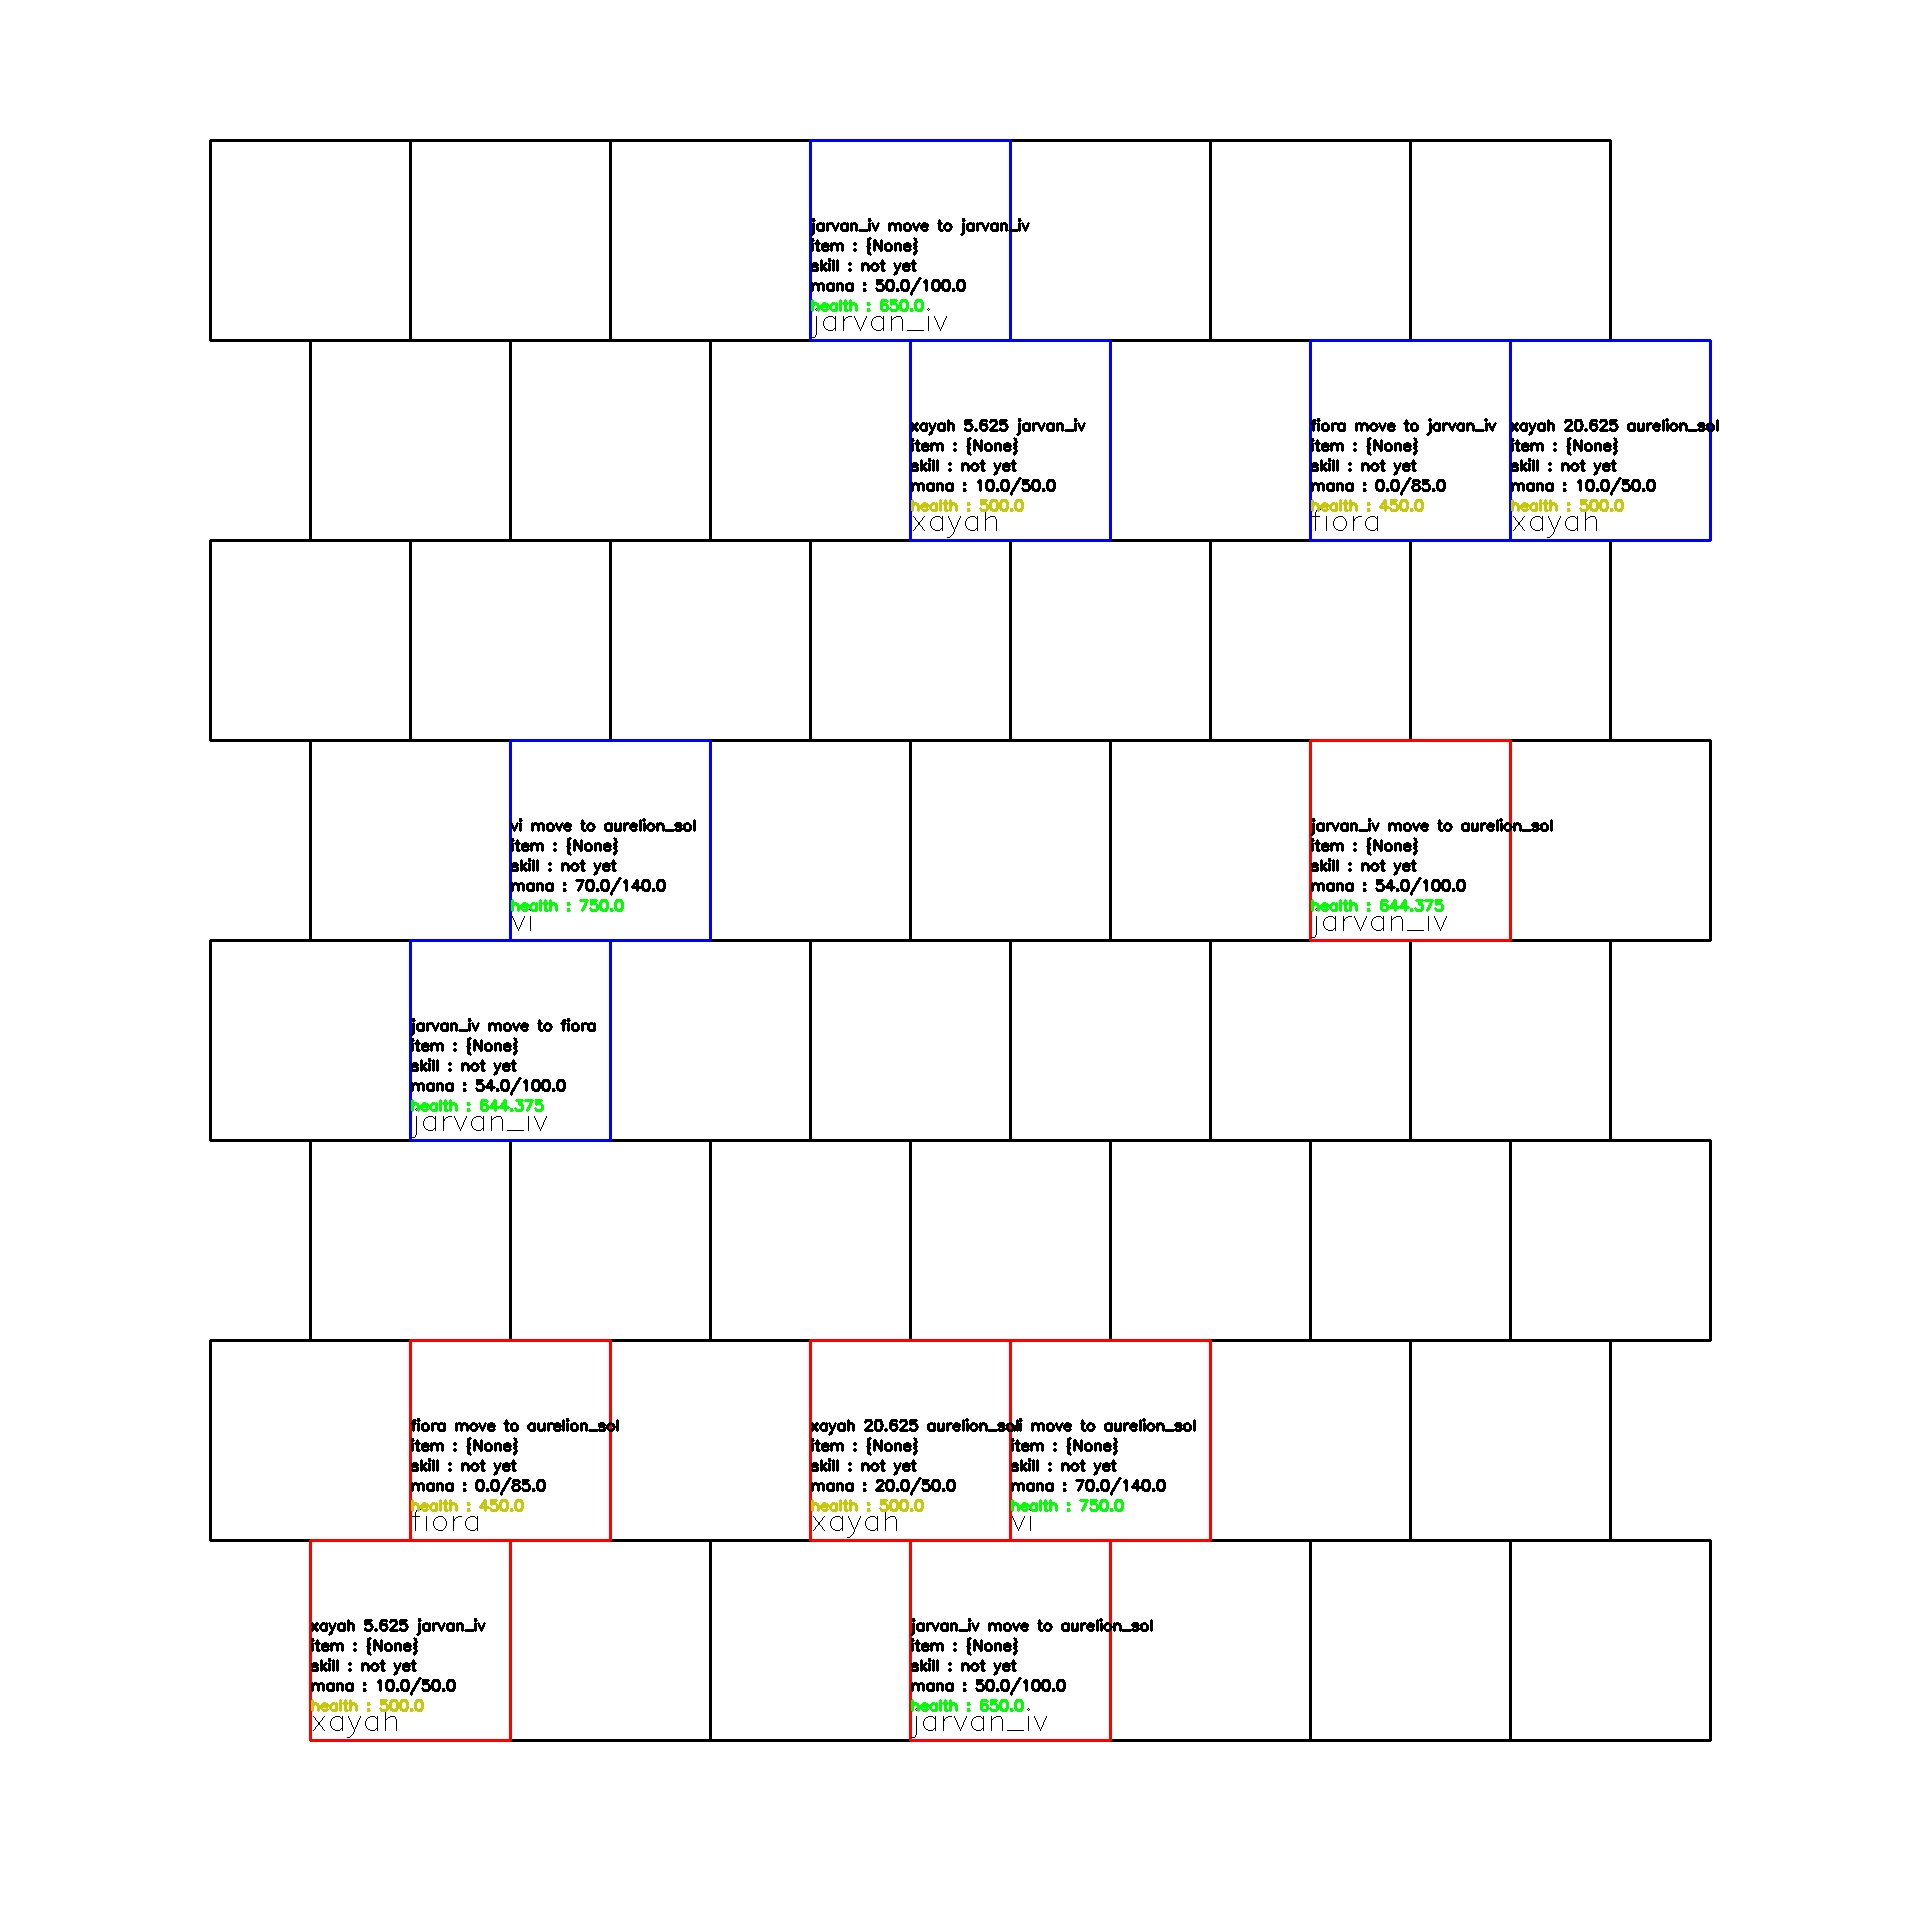 jarvan_iv move to jarvan_iv
item : {None}
skill : not yet
mana : 50.0/100.0
health : 650.0
jarvan_iv
xayah 5.625 jarvan_iv
item : {None}
skill : not yet
mana : 10.0/50.0
health : 500.0
xayah
fiora move to jarvan_iv
item : {None}
skill : not yet
mana : 0.0/85.0
health : 450.0
fiora
xayah 20.625 aurelion_sol
item : {None}
skill : not yet
mana : 10.0/50.0
health : 500.0
xayah
vi move to aurelion_sol
item : {None}
skill : not yet
mana : 70.0/140.0
health : 750.0
vi
jarvan_iv move to aurelion_sol
item : {None}
skill : not yet
mana : 54.0/100.0
health : 644.375
jarvan_iv
jarvan_iv move to fiora
item : {None}
skill : not yet
mana : 54.0/100.0
health : 644.375
jarvan_iv
fiora move to aurelion_sol
item : {None}
skill : not yet
mana : 0.0/85.0
health : 450.0
fiora
xayah 20.625 aurelion_sol
item : {None}
skill : not yet
mana : 20.0/50.0
health : 500.0
xayah
vi move to aurelion_sol
item : {None}
skill : not yet
mana : 70.0/140.0
health : 750.0
vi
xayah 5.625 jarvan_iv
item : {None}
skill : not yet
mana : 10.0/50.0
health : 500.0
xayah
jarvan_iv move to aurelion_sol
item : {None}
skill : not yet
mana : 50.0/100.0
health : 650.0
jarvan_iv